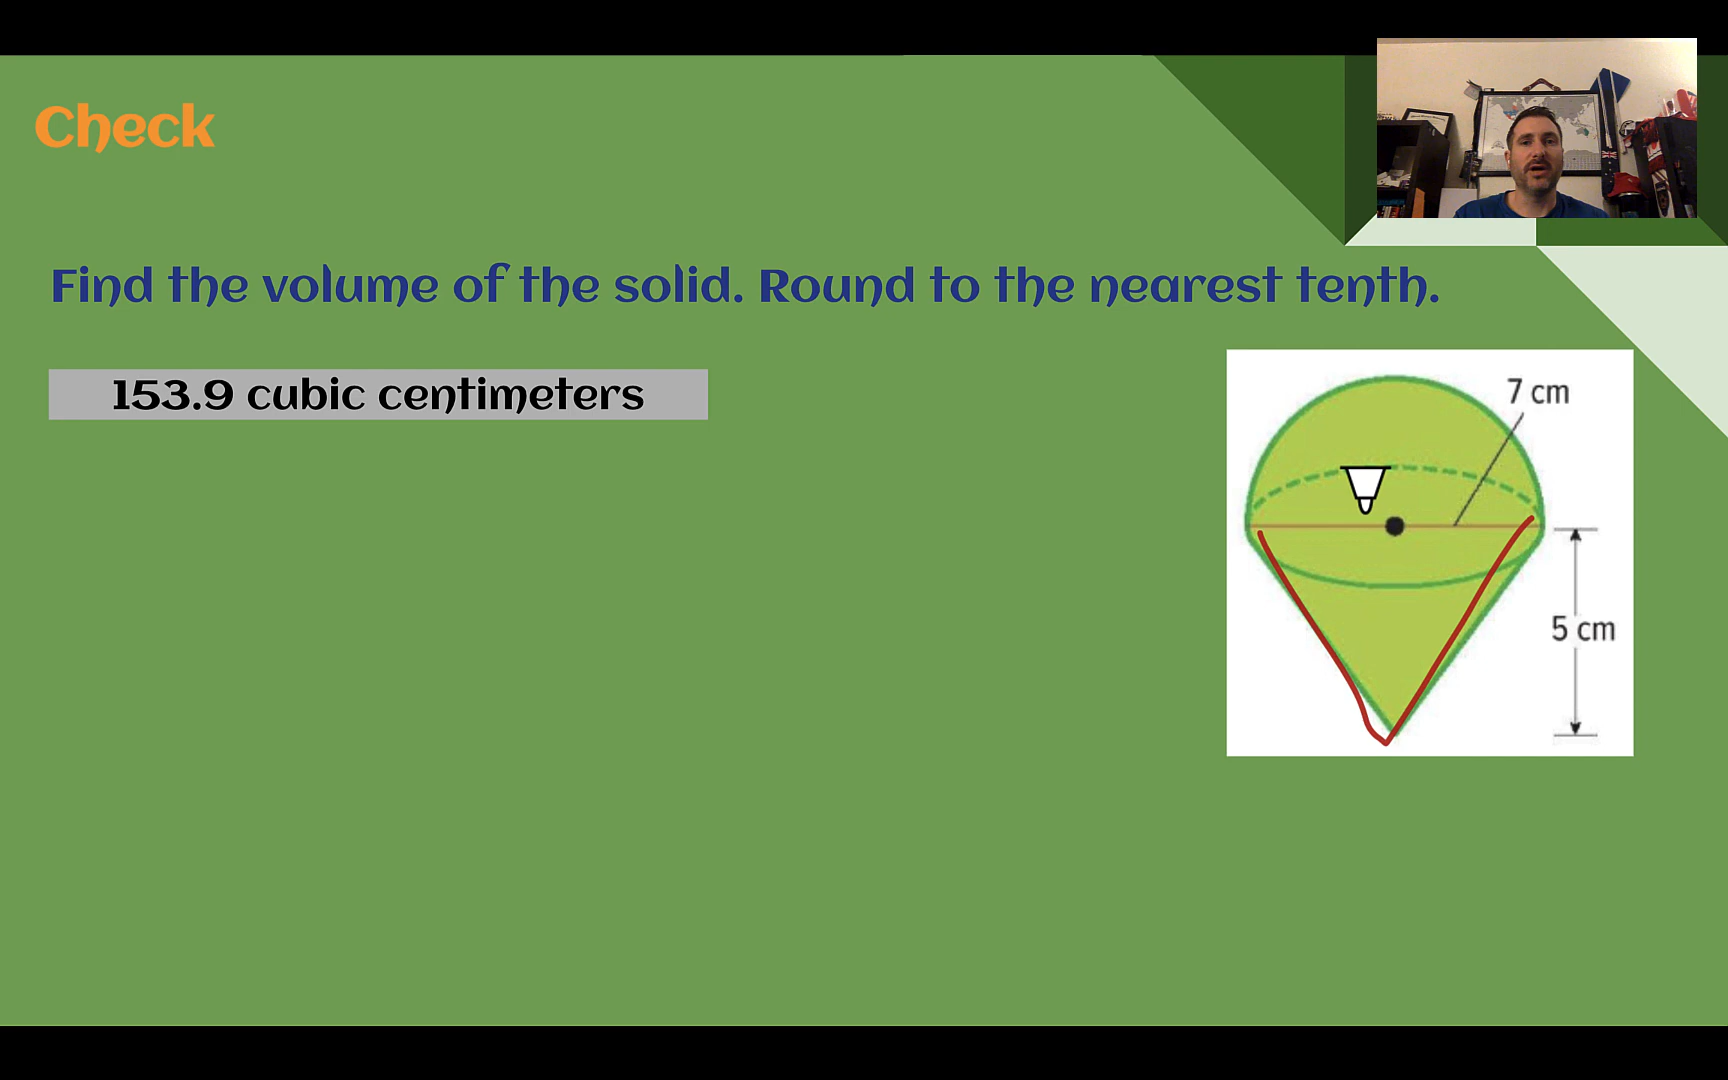 Check
Find the volume of the solid. Round to the nearest tenth.
153.9 cubic centimeters
7 cm
5 cm